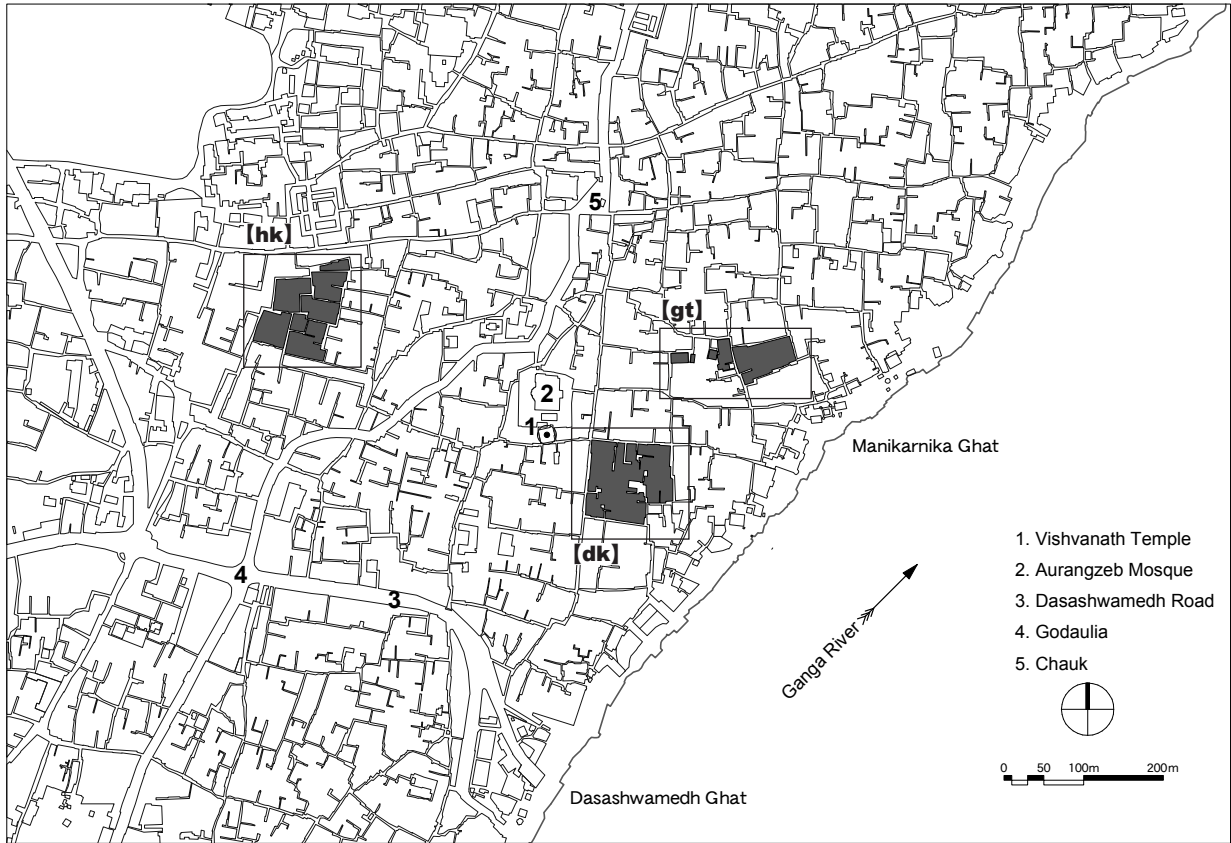 5
【hk】
【gt】
2
1
Manikarnika Ghat
【dk】
1. Vishvanath Temple
2. Aurangzeb Mosque
3. Dasashwamedh Road
4. Godaulia
5. Chauk
4
3
Ganga River
0 50 100m 200m
Dasashwamedh Ghat